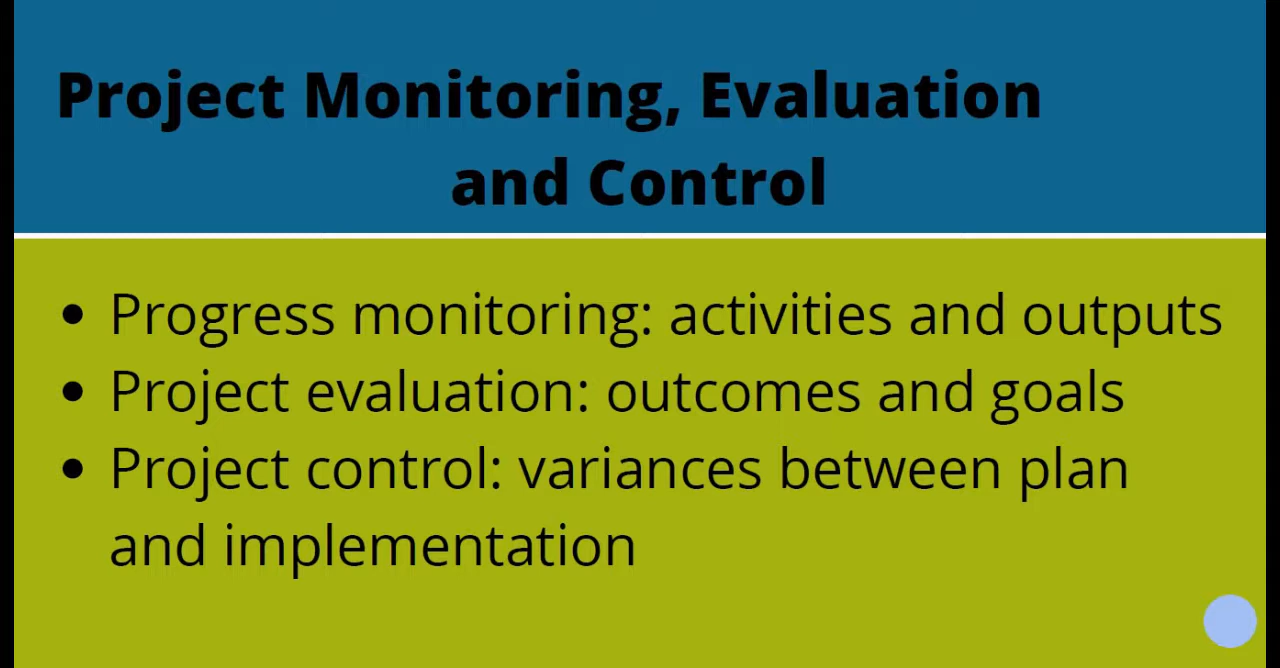 Project Monitoring, Evaluation
and Control
• Progress monitoring: activities and outputs
• Project evaluation: outcomes and goals
• Project control: variances between plan
and implementation